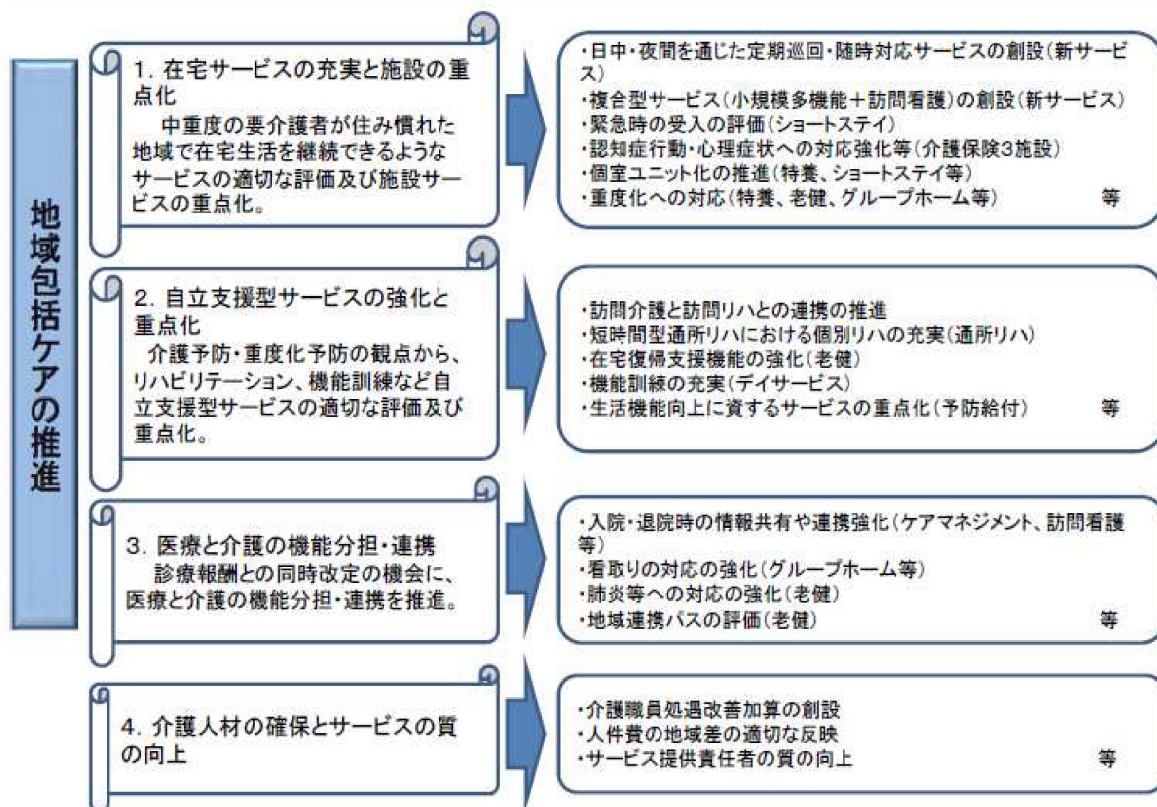 地域包括ケアの推進
1．在宅サービスの充実と施設の重
点化
中重度の要介護者が住み慣れた
地域で在宅生活を継続できるような
サービスの適切な評価及び施設サー
ビスの重点化。
・日中・夜間を通じた定期巡回・随時対応サービスの創設(新サービ
ス)
・複合型サービス(小規模多機能＋訪問看護)の創設(新サービス)
・緊急時の受入の評価(ショートステイ)
・認知症行動・心理症状への対応強化等(介護保険3施設)
・個室ユニット化の推進(特養、ショートステイ等)
・重度化への対応(特養、老健、グループホーム等) 等
2．自立支援型サービスの強化と
重点化
介護予防・重度化予防の観点から、
リハビリテーション、機能訓練など自
立支援型サービスの適切な評価及び
重点化。
・訪問介護と訪問リハとの連携の推進
・短時間型通所リハにおける個別リハの充実(通所リハ)
・在宅復帰支援機能の強化(老健)
・機能訓練の充実(デイサービス)
・生活機能向上に資するサービスの重点化(予防給付) 等
3．医療と介護の機能分担・連携
診療報酬との同時改定の機会に、
医療と介護の機能分担・連携を推進。
・入院・退院時の情報共有や連携強化(ケアマネジメント、訪問看護
等)
・看取りの対応の強化(グループホーム等)
・肺炎等への対応の強化(老健)
・地域連携パスの評価(老健) 等
4．介護人材の確保とサービスの質
の向上
・介護職員処遇改善加算の創設
・人件費の地域差の適切な反映
・サービス提供責任者の質の向上 等